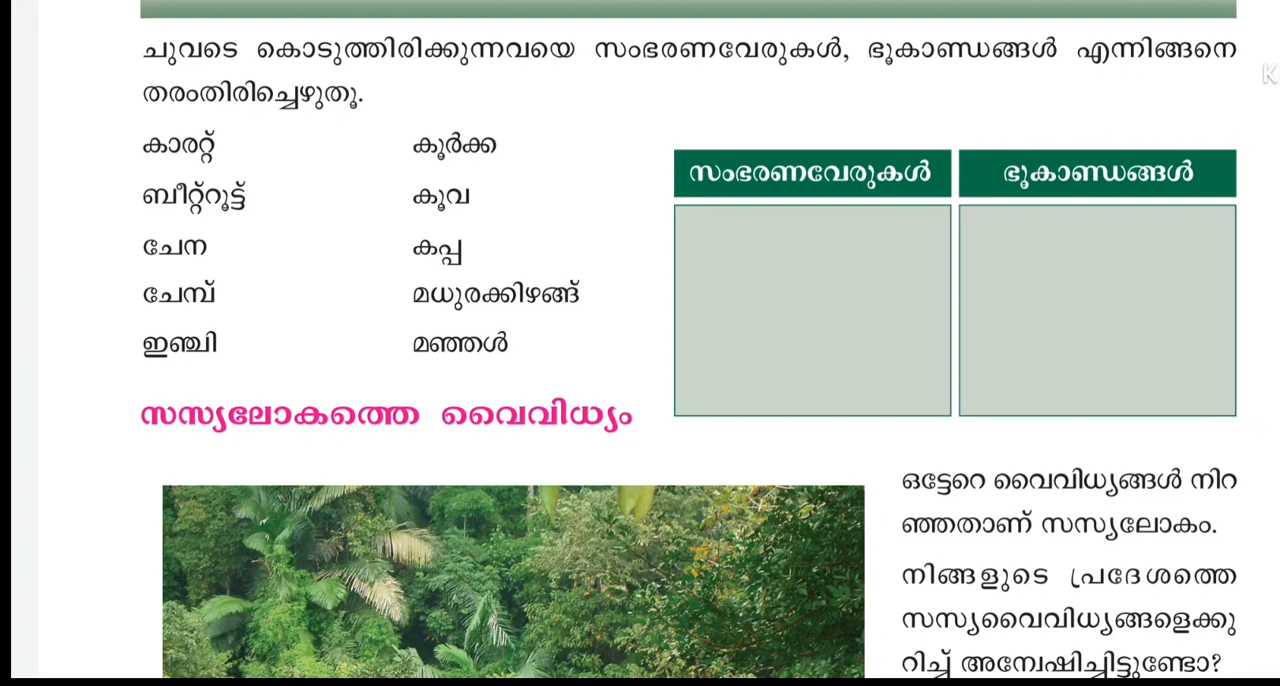 ചുവടെ കൊടുത്തിരിക്കുന്നവയെ സംഭരണവേരുകൾ, ഭൂകാണ്ഡങ്ങൾ എന്നിങ്ങനെ
തരംതിരിച്ചെഴുതൂ.
കാരറ്റ് കൂർക്ക
ബീറ്റ്റൂട്ട് കൂവ
ചേന കപ്പ
ചേമ്പ് മധുരക്കിഴങ്ങ്
ഇഞ്ചി മഞ്ഞൾ
സംഭരണവേരുകൾ ഭൂകാണ്ഡങ്ങൾ
സസ്യലോകത്തെ വൈവിധ്യം
ഒട്ടേറെ വൈവിധ്യങ്ങൾ നിറ
ഞ്ഞതാണ് സസ്യലോകം.
നിങ്ങളുടെ പ്രദേശത്തെ
സസ്യവൈവിധ്യങ്ങളെക്കു
റിച്ച് അന്വേഷിച്ചിട്ടുണ്ടോ?